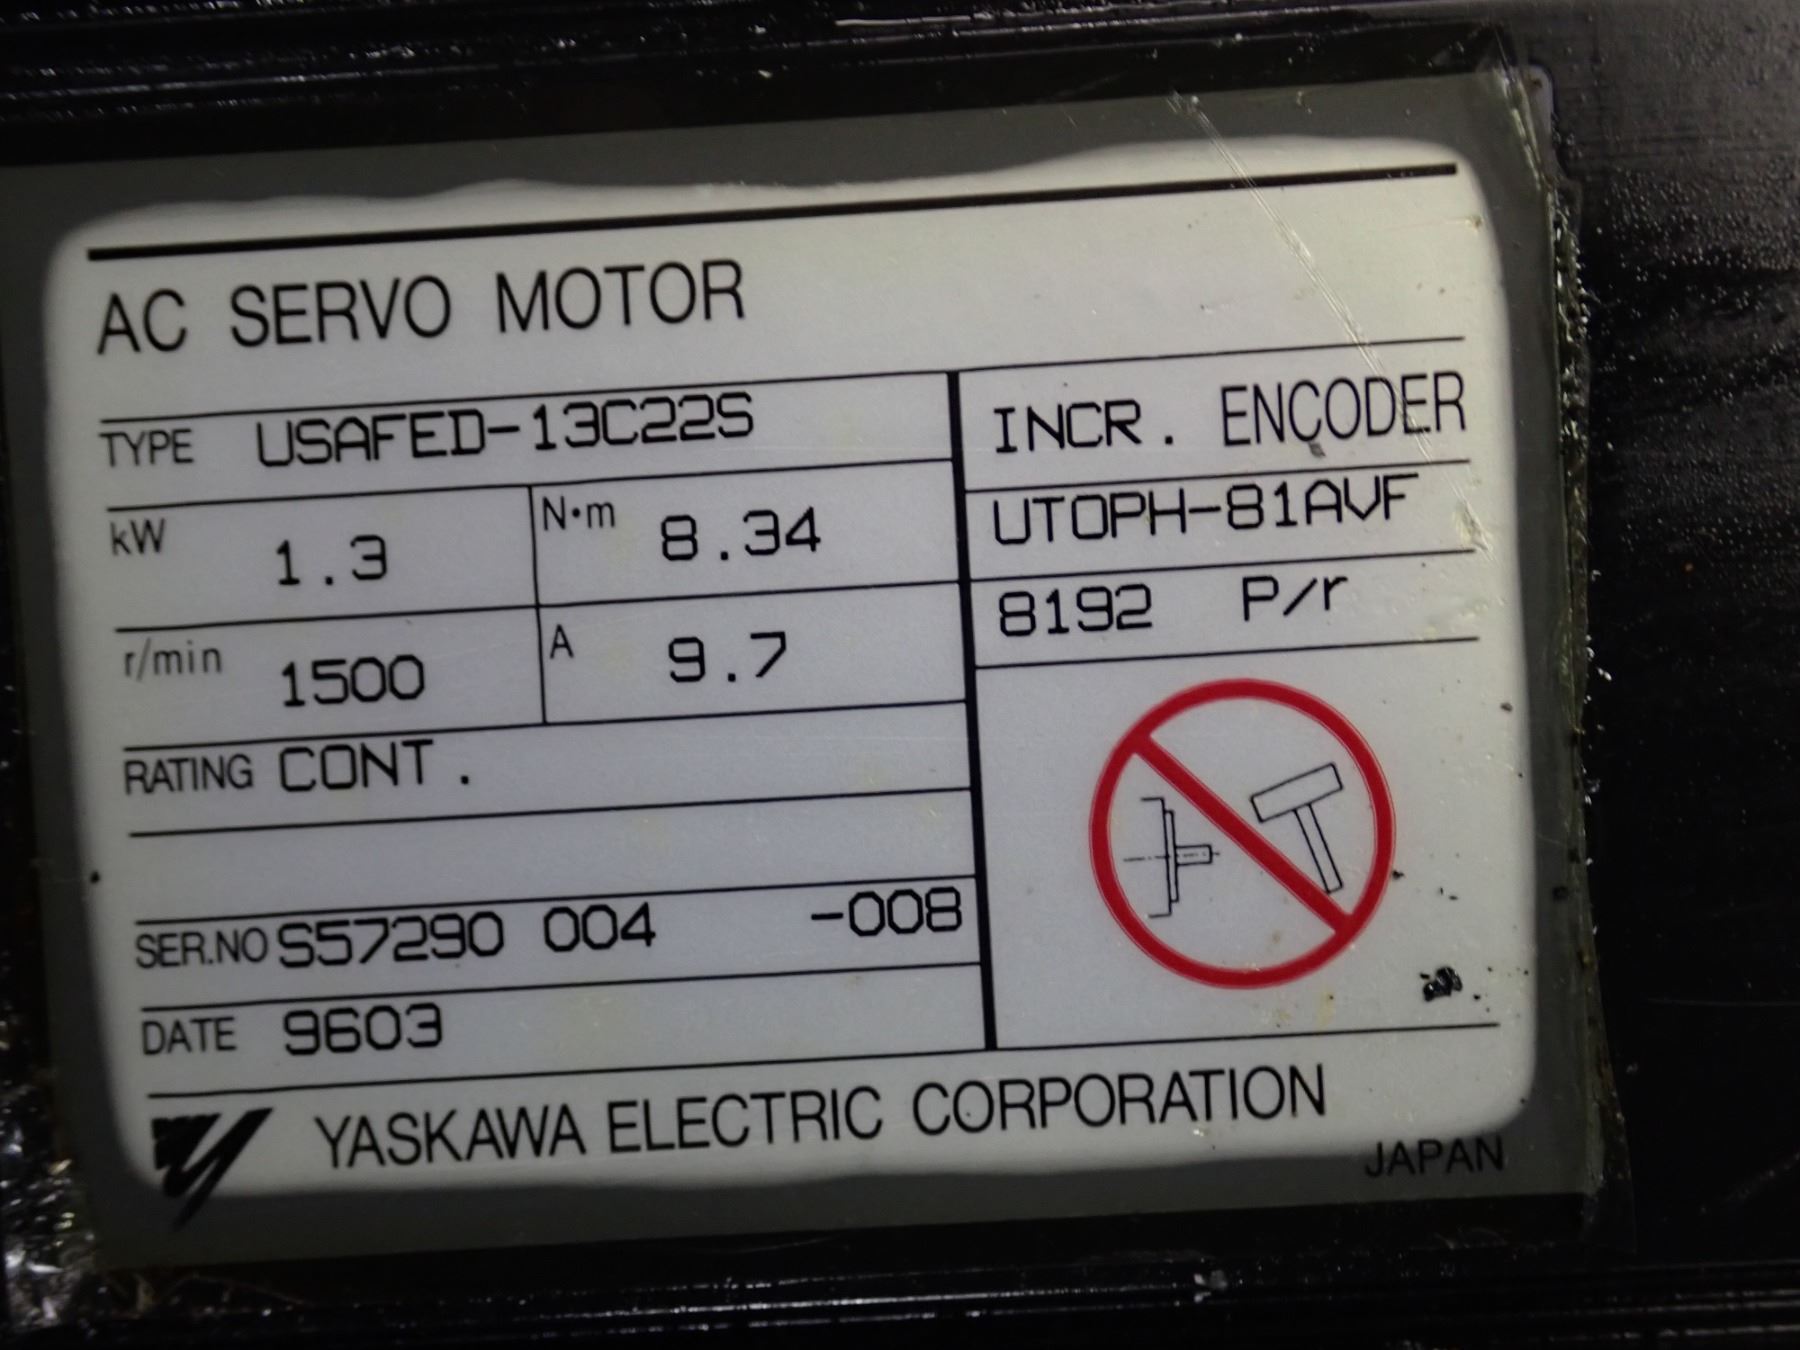 AC SERVO MOTOR
TYPE USAFED-13C22S
kW 1.3 N·m 8.34
r/min 1500 A 9.7
RATING CONT.
SER.NO S57290 004 -008
DATE 9603
INCR. ENCODER
UTOPH-81AVF
8192 P/r
YASKAWA ELECTRIC CORPORATION
JAPAN